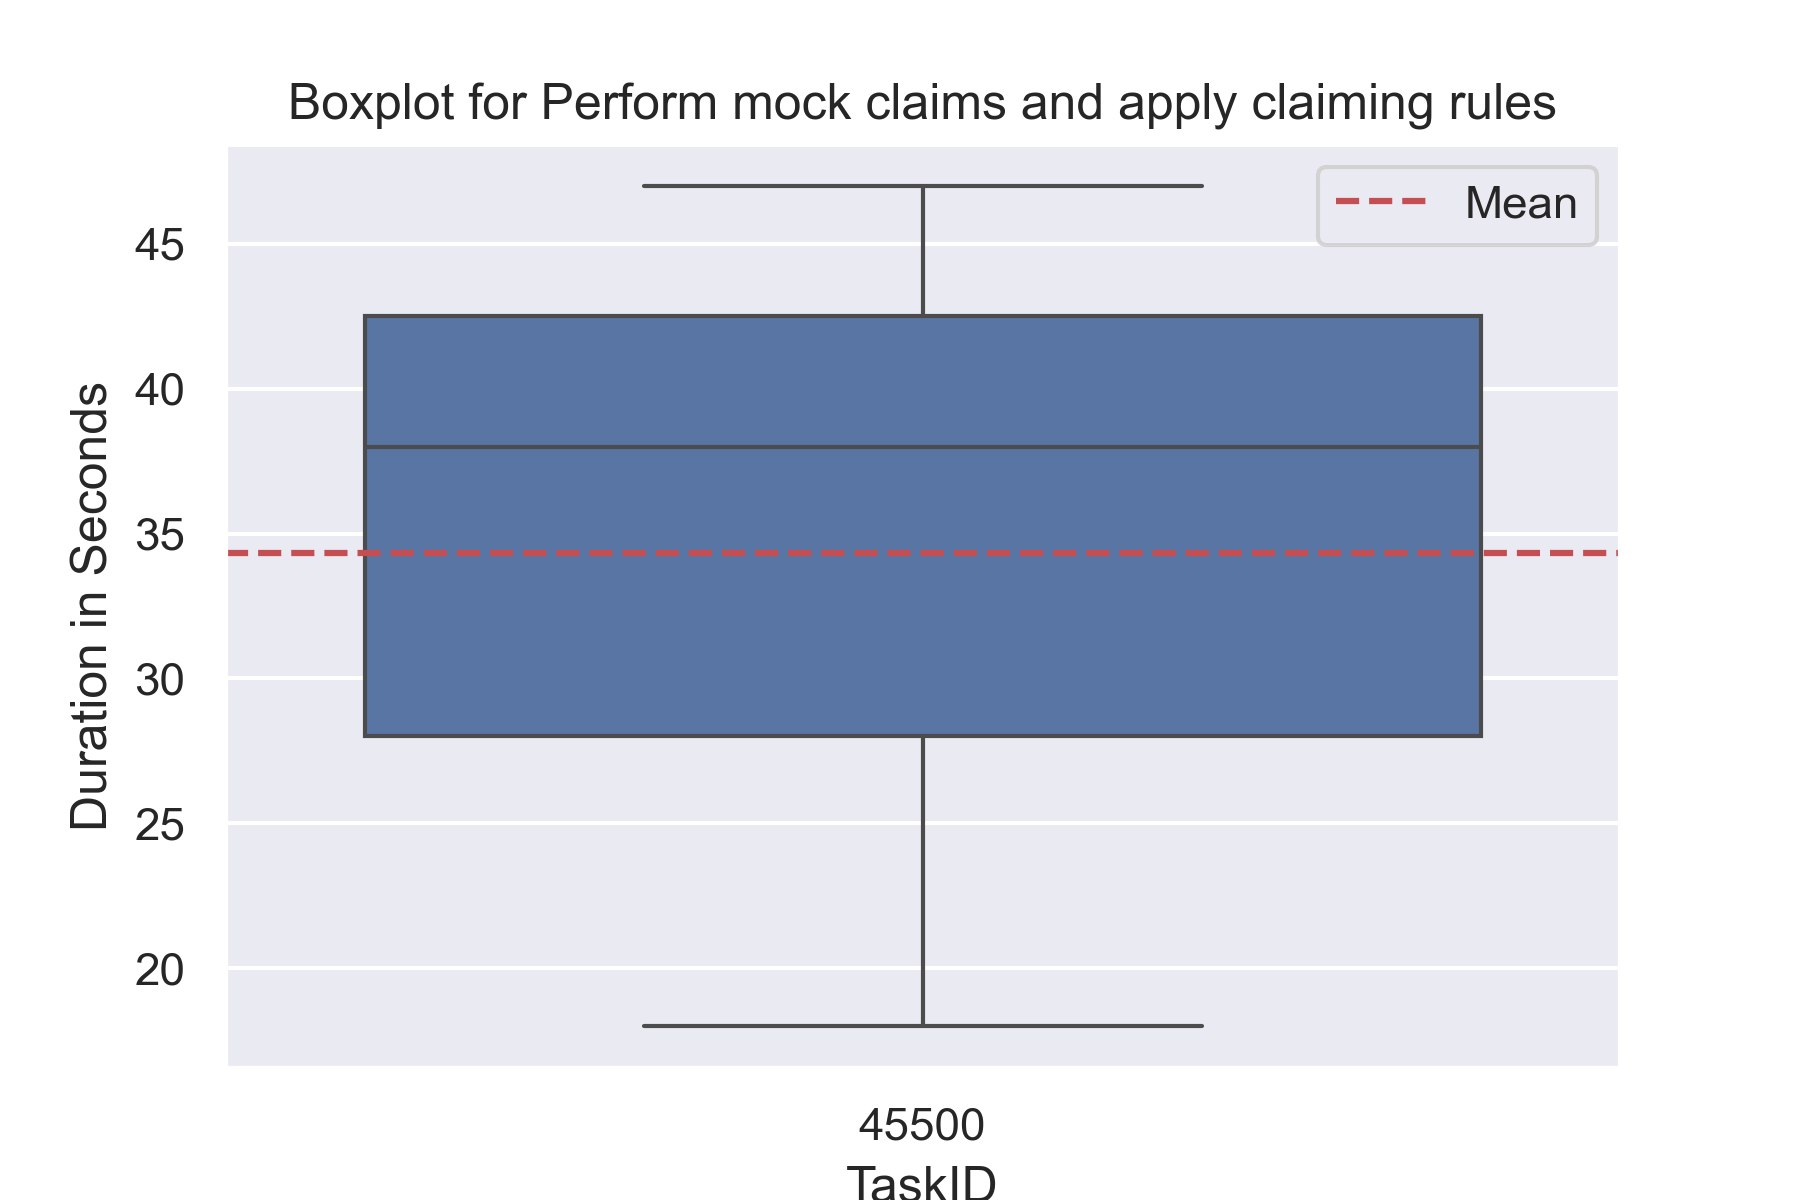 Boxplot for Perform mock claims and apply claiming rules
Mean
45
40
35
30
25
20
Duration in Seconds
45500
TaskID